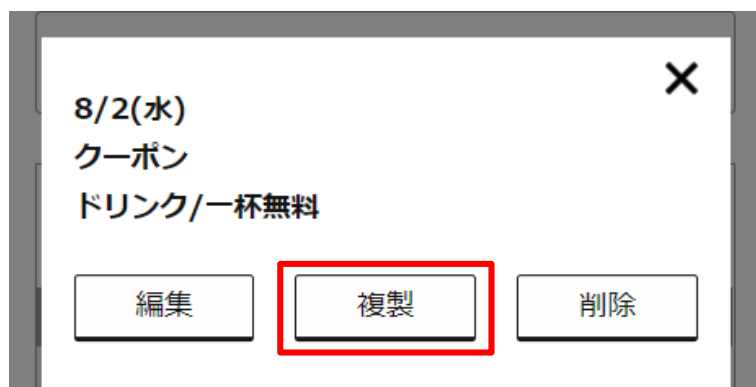 8/2(水)
クーポン
ドリンク/一杯無料
編集 複製 削除